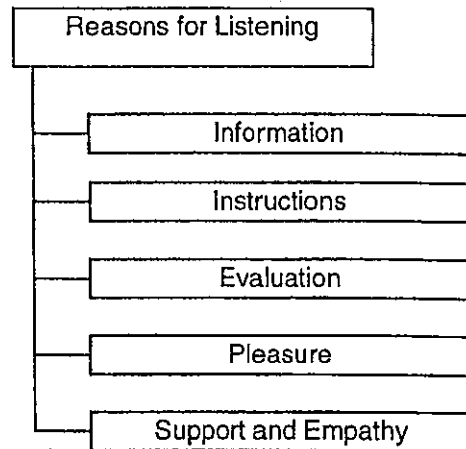 Reasons for Listening
Information
Instructions
Evaluation
Pleasure
Support and Empathy